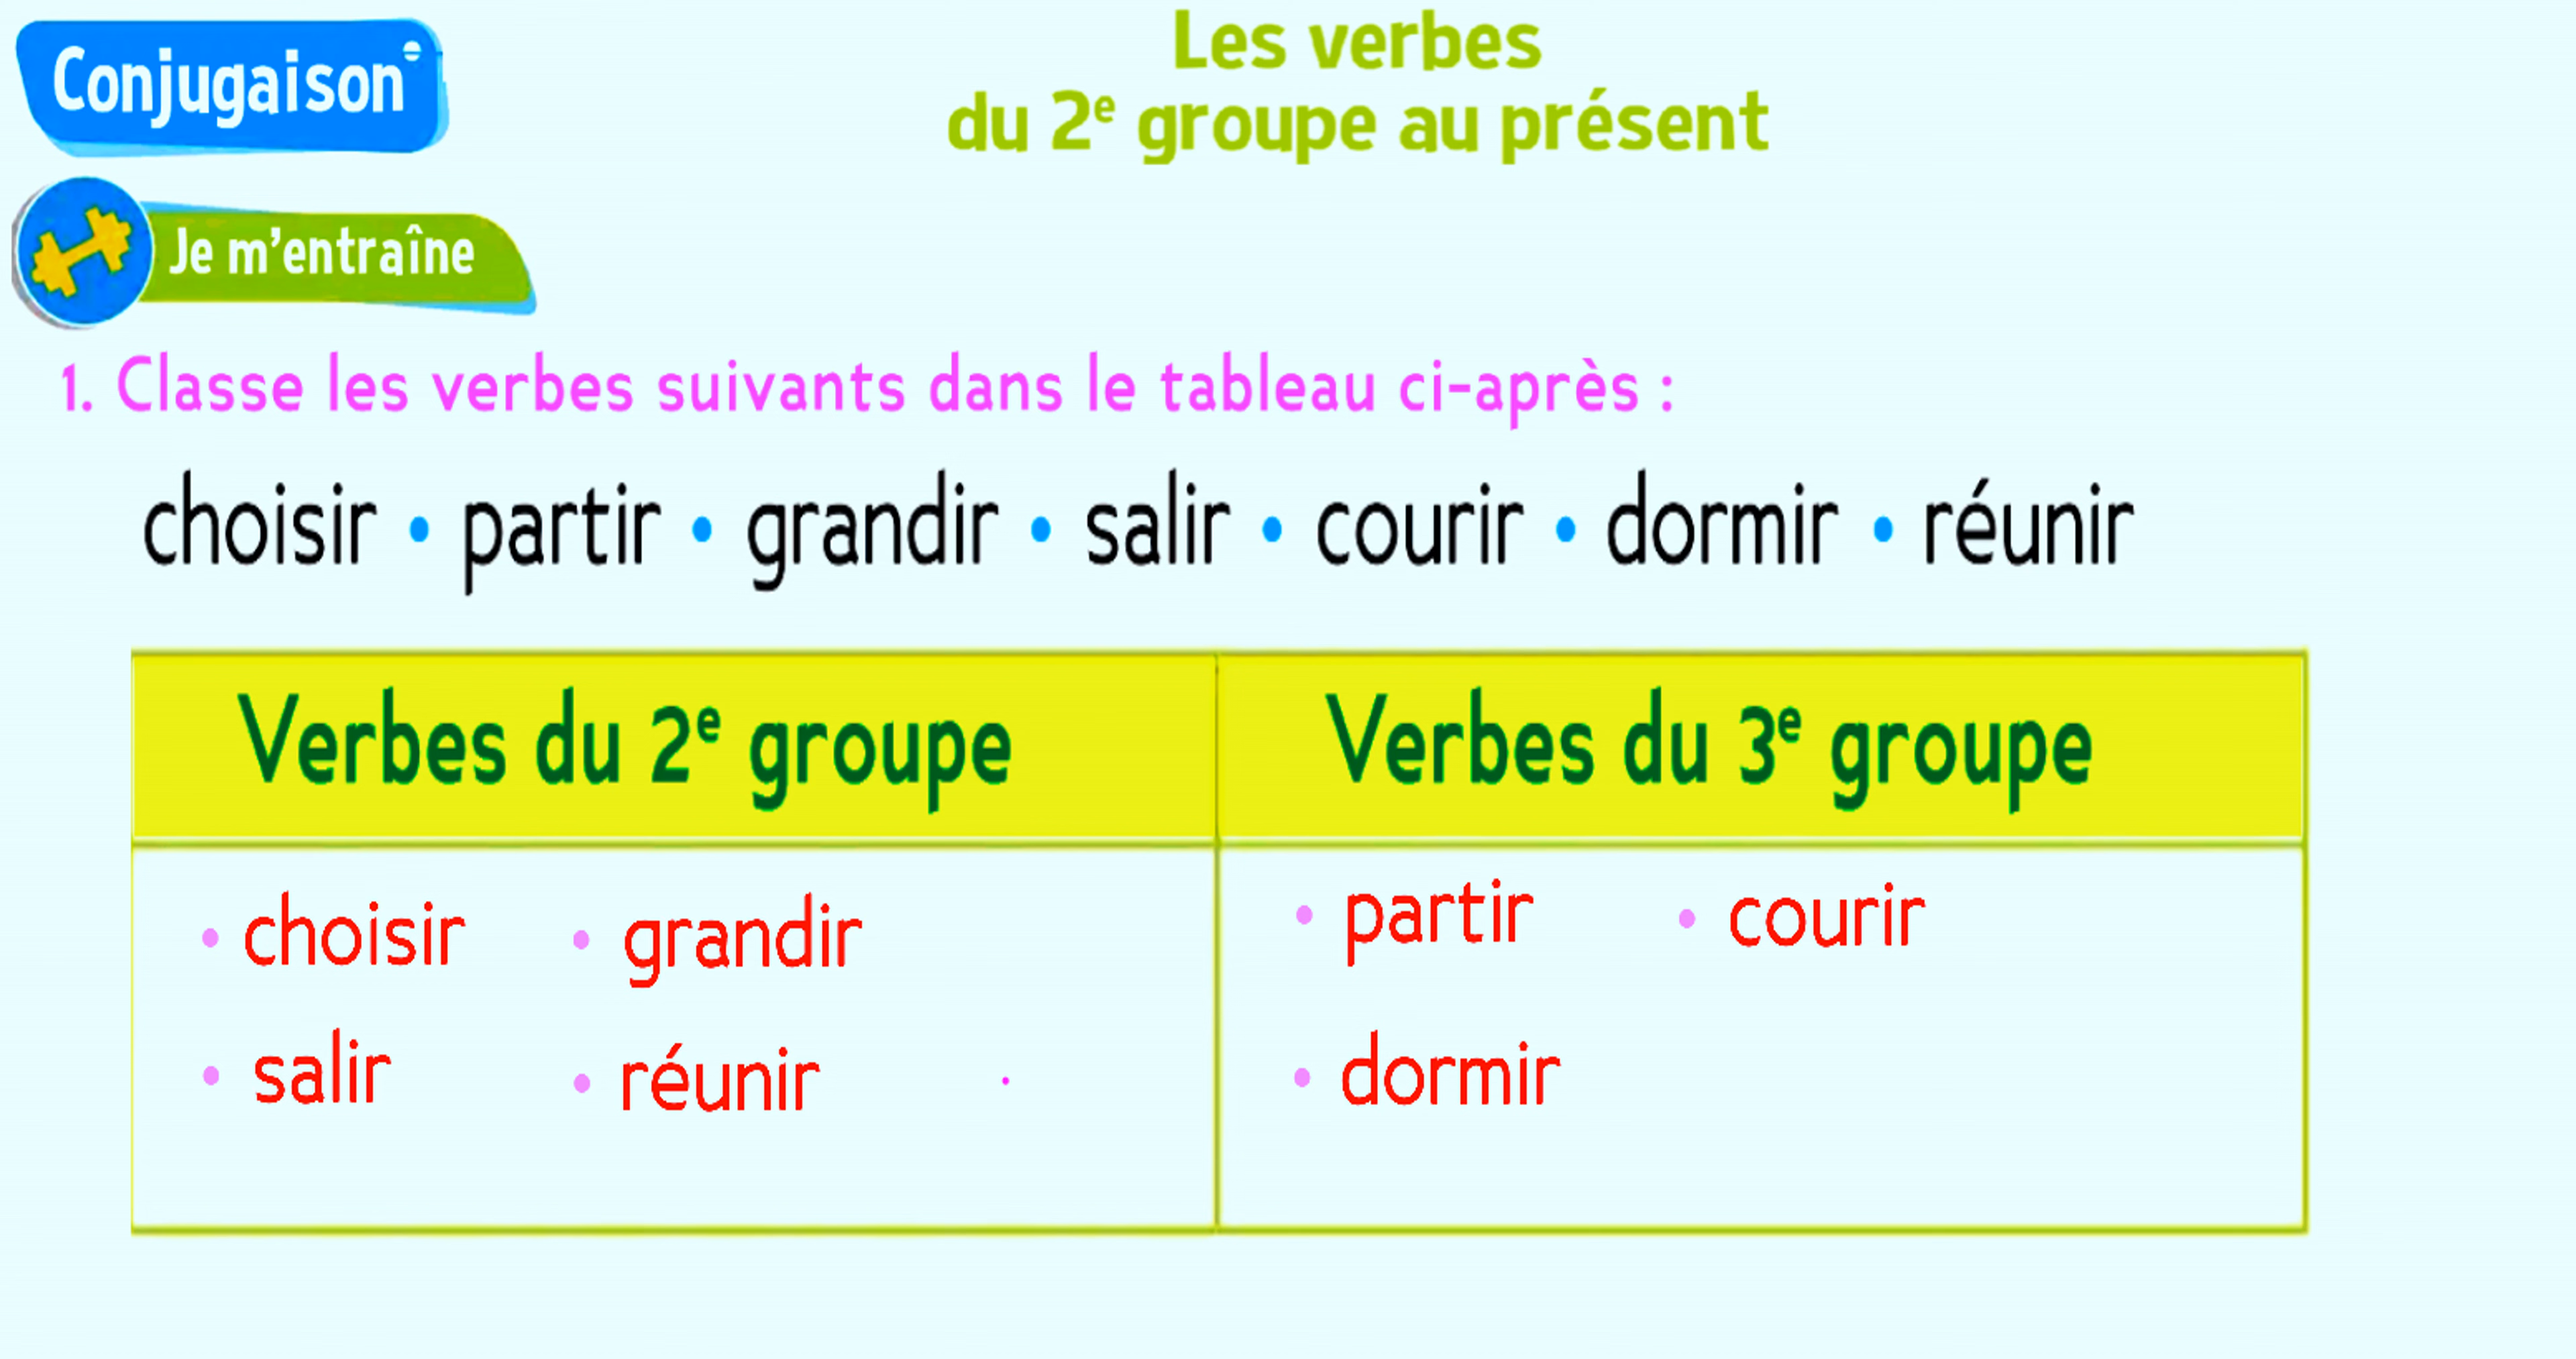 Conjugaison
Les verbes
du 2e groupe au présent
Je m'entraîne
1. Classe les verbes suivants dans le tableau ci-après :
choisir • partir • grandir • salir • courir • dormir • réunir
Verbes du 2e groupe
Verbes du 3e groupe
• choisir • grandir
• salir • réunir
• partir • courir
• dormir